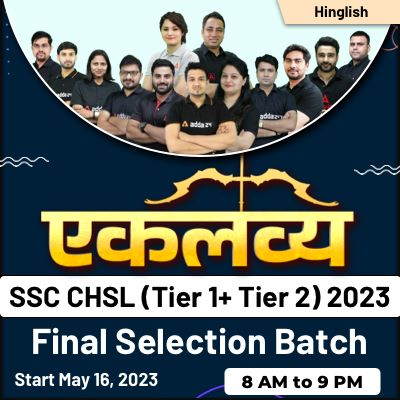 Hinglish
adda247
एकलव्य
SSC CHSL (Tier 1+ Tier 2) 2023
Final Selection Batch
Start May 16, 2023
8 AM to 9 PM